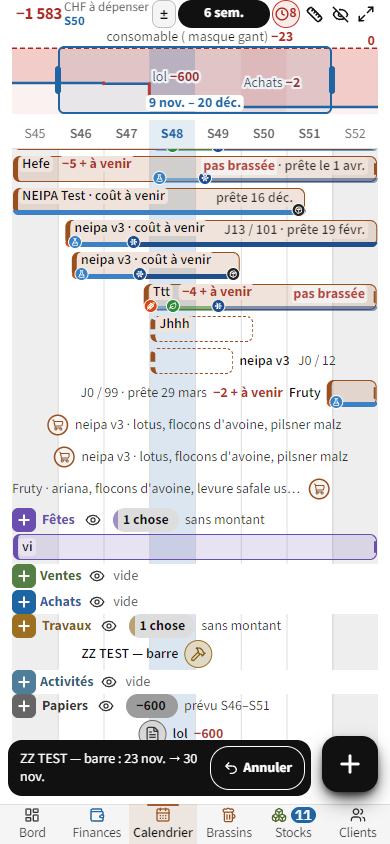 −1 583 CHF à dépenser S50
± 6 sem. 8
consomable ( masque gant) −23 0
lol −600 Achats −2
9 nov. – 20 déc.
S45 S46 S47 S48 S49 S50 S51 S52
Hefe −5 + à venir pas brassée · prête le 1 avr.
NEIPA Test · coût à venir prête 16 déc.
neipa v3 · coût à venir J13 / 101 · prête 19 févr.
neipa v3 · coût à venir
Ttt −4 + à venir pas brassée
Jhhh
neipa v3 J0 / 12
J0 / 99 · prête 29 mars −2 + à venir Fruty
neipa v3 · lotus, flocons d'avoine, pilsner malz
neipa v3 · lotus, flocons d'avoine, pilsner malz
Fruty · ariana, flocons d'avoine, levure safale us…
+ Fêtes 1 chose sans montant
vi
+ Ventes vide
+ Achats vide
+ Travaux 1 chose sans montant
ZZ TEST — barre
+ Activités vide
+ Papiers −600 prévu S46–S51
lol −600
ZZ TEST — barre : 23 nov. → 30 nov.
Annuler
+
Bord Finances Calendrier Brassins Stocks 11 Clients